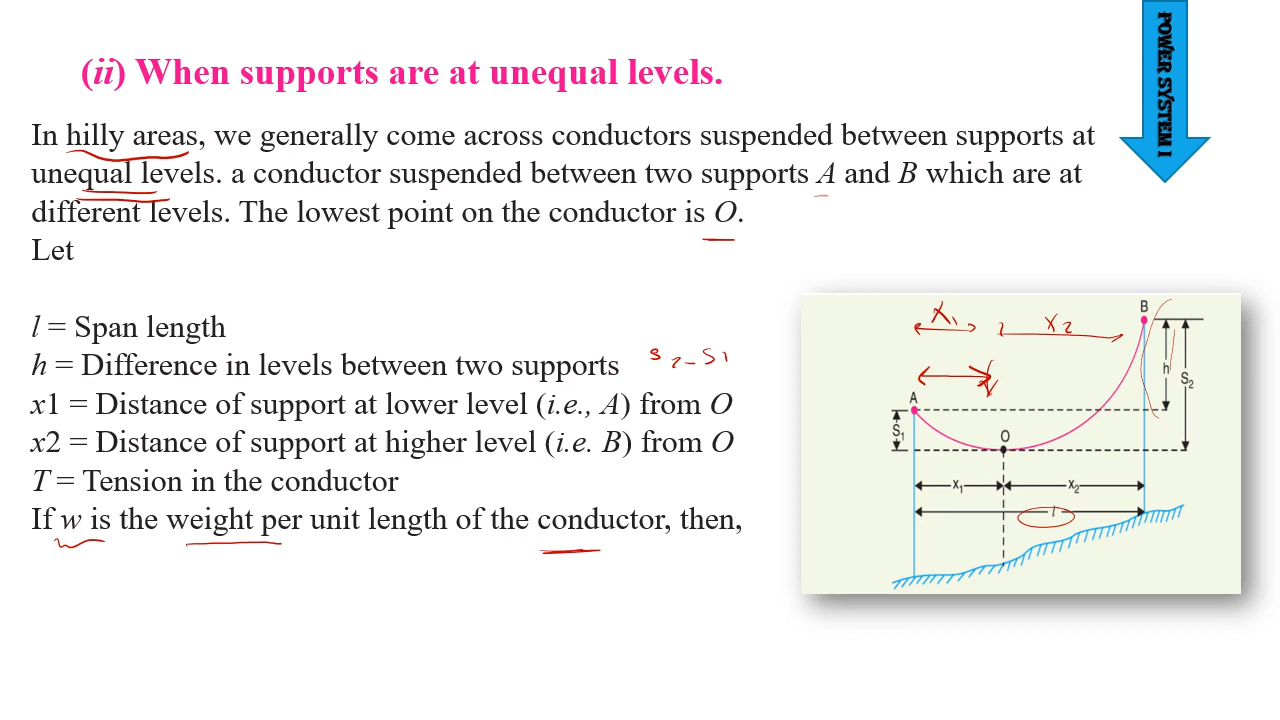 POWER SYSTEM I
(ii) When supports are at unequal levels.
In hilly areas, we generally come across conductors suspended between supports at
unequal levels. a conductor suspended between two supports A and B which are at
different levels. The lowest point on the conductor is O.
Let
l = Span length
h = Difference in levels between two supports
S2-S1
x1 = Distance of support at lower level (i.e., A) from O
x2 = Distance of support at higher level (i.e. B) from O
T = Tension in the conductor
If w is the weight per unit length of the conductor, then,
B
X1
X2
h
S2
A
S1
O
x1
x2
l